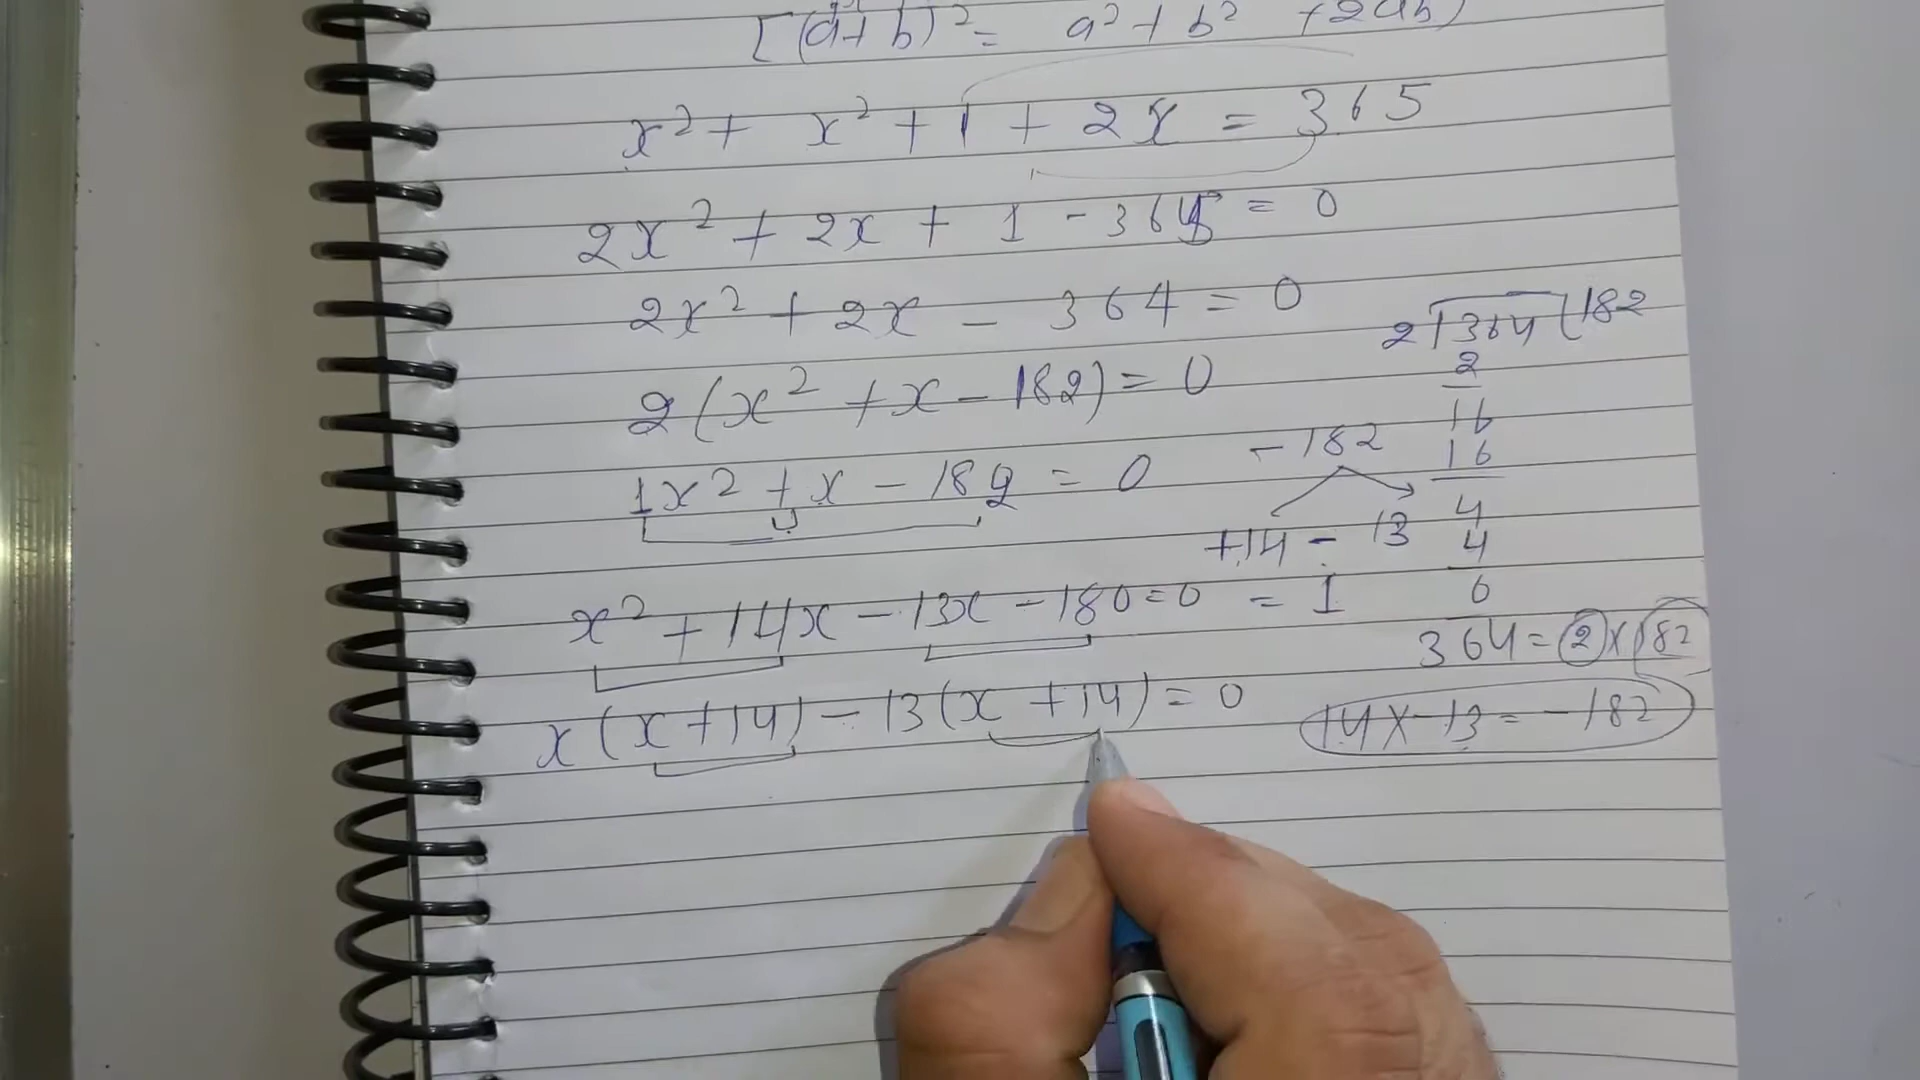 [(a+b)² = a² + b² + 2ab)
x² + x² + 1 + 2x = 365
2x² + 2x + 1 - 365 = 0
2x² + 2x - 364 = 0
2(x² + x - 182) = 0
1x² + x - 182 = 0
x² + 14x - 13x - 180 = 0
x(x+14) - 13(x+14) = 0
2)364(182
2
16
16
4
4
0
-182
+14 - 13
= 1
364 = 2×182
14×-13 = -182